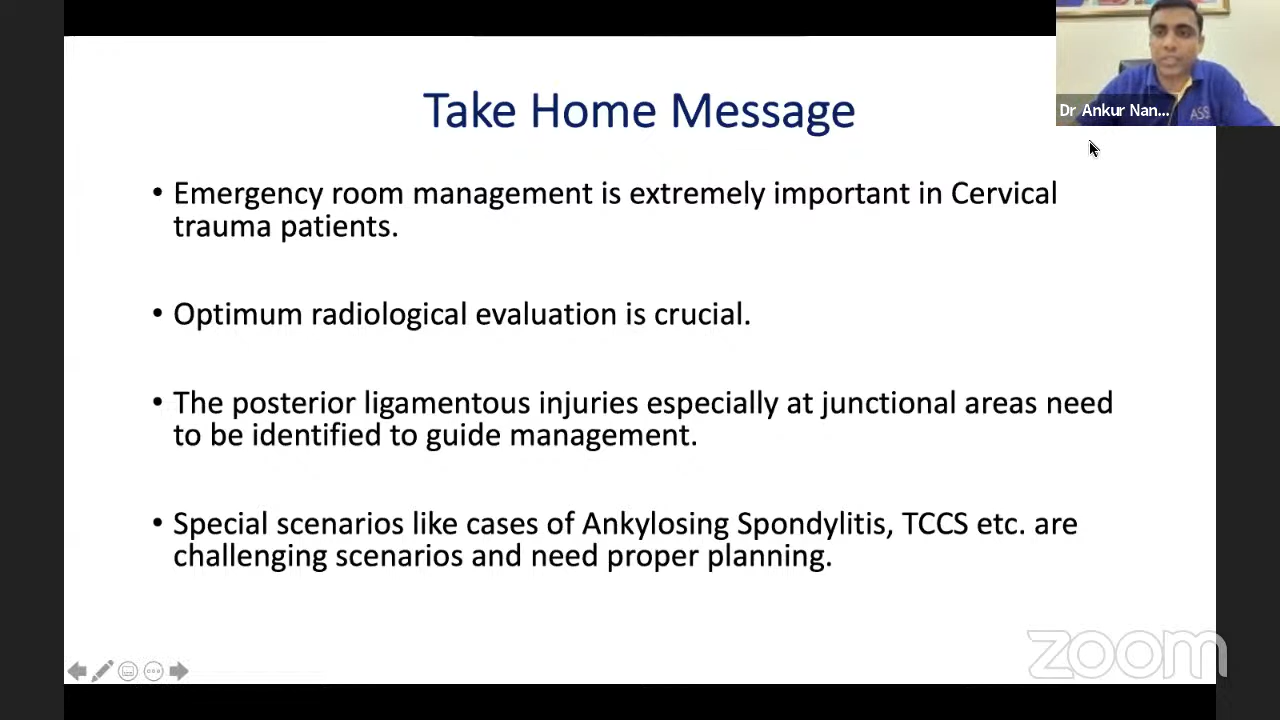 Take Home Message
Dr Ankur Nan...
ASS
• Emergency room management is extremely important in Cervical
trauma patients.
• Optimum radiological evaluation is crucial.
• The posterior ligamentous injuries especially at junctional areas need
to be identified to guide management.
• Special scenarios like cases of Ankylosing Spondylitis, TCCS etc. are
challenging scenarios and need proper planning.
zoom